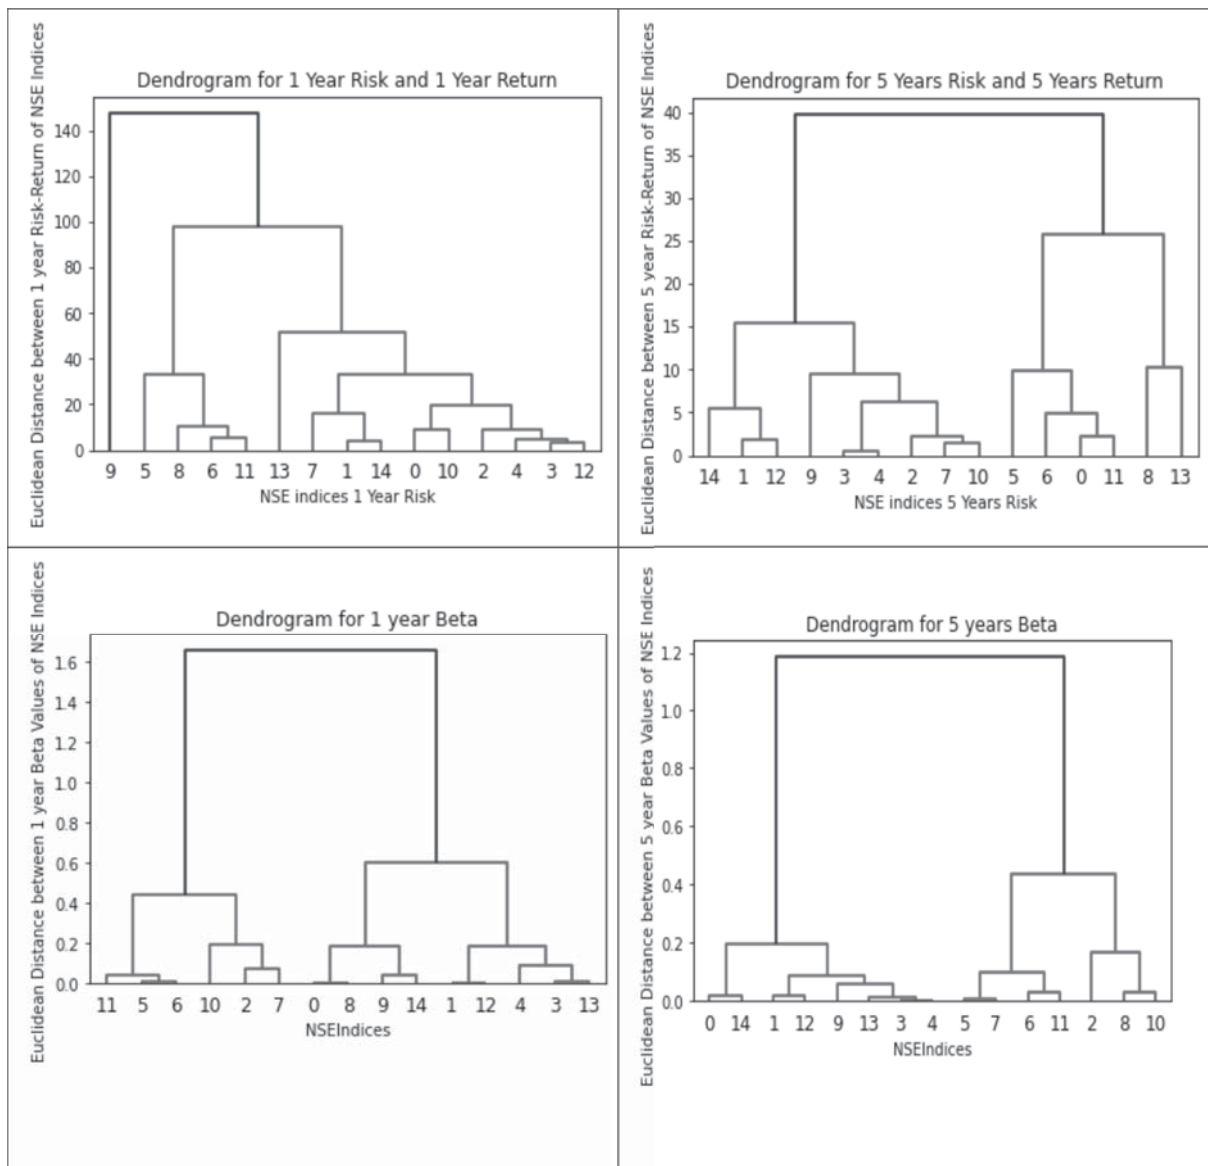 Dendrogram for 1 Year Risk and 1 Year Return
Euclidean Distance between 1 year Risk-Return of NSE Indices
140
120
100
80
60
40
20
0
9 5 8 6 11 13 7 1 14 0 10 2 4 3 12
NSE indices 1 Year Risk
Dendrogram for 5 Years Risk and 5 Years Return
Euclidean Distance between 5 year Risk-Return of NSE Indices
40
35
30
25
20
15
10
5
0
14 1 12 9 3 4 2 7 10 5 6 0 11 8 13
NSE indices 5 Years Risk
Dendrogram for 1 year Beta
Euclidean Distance between 1 year Beta Values of NSE Indices
1.6
1.4
1.2
1.0
0.8
0.6
0.4
0.2
0.0
11 5 6 10 2 7 0 8 9 14 1 12 4 3 13
NSEIndices
Dendrogram for 5 years Beta
Euclidean Distance between 5 year Beta Values of NSE Indices
1.2
1.0
0.8
0.6
0.4
0.2
0.0
0 14 1 12 9 13 3 4 5 7 6 11 2 8 10
NSEIndices